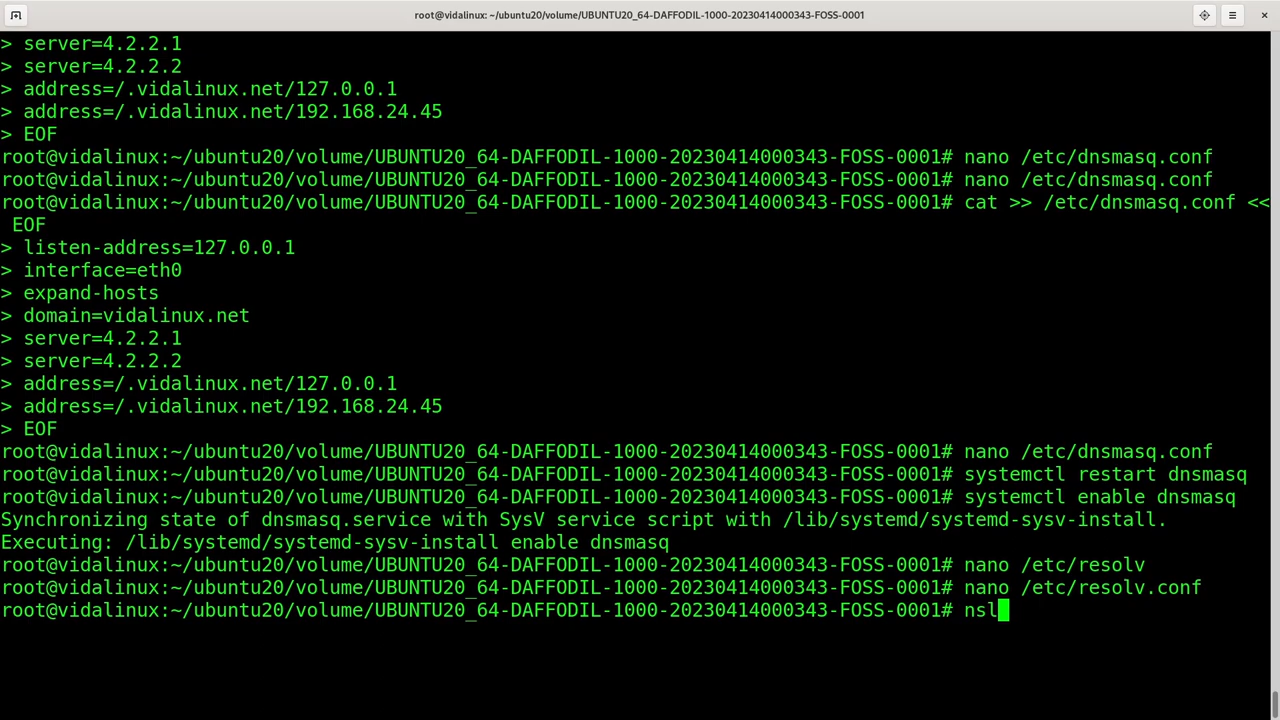 root@vidalinux: ~/ubuntu20/volume/UBUNTU20_64-DAFFODIL-1000-20230414000343-FOSS-0001
> server=4.2.2.1
> server=4.2.2.2
> address=/.vidalinux.net/127.0.0.1
> address=/.vidalinux.net/192.168.24.45
> EOF
root@vidalinux:~/ubuntu20/volume/UBUNTU20_64-DAFFODIL-1000-20230414000343-FOSS-0001# nano /etc/dnsmasq.conf
root@vidalinux:~/ubuntu20/volume/UBUNTU20_64-DAFFODIL-1000-20230414000343-FOSS-0001# nano /etc/dnsmasq.conf
root@vidalinux:~/ubuntu20/volume/UBUNTU20_64-DAFFODIL-1000-20230414000343-FOSS-0001# cat >> /etc/dnsmasq.conf <<
EOF
> listen-address=127.0.0.1
> interface=eth0
> expand-hosts
> domain=vidalinux.net
> server=4.2.2.1
> server=4.2.2.2
> address=/.vidalinux.net/127.0.0.1
> address=/.vidalinux.net/192.168.24.45
> EOF
root@vidalinux:~/ubuntu20/volume/UBUNTU20_64-DAFFODIL-1000-20230414000343-FOSS-0001# nano /etc/dnsmasq.conf
root@vidalinux:~/ubuntu20/volume/UBUNTU20_64-DAFFODIL-1000-20230414000343-FOSS-0001# systemctl restart dnsmasq
root@vidalinux:~/ubuntu20/volume/UBUNTU20_64-DAFFODIL-1000-20230414000343-FOSS-0001# systemctl enable dnsmasq
Synchronizing state of dnsmasq.service with SysV service script with /lib/systemd/systemd-sysv-install.
Executing: /lib/systemd/systemd-sysv-install enable dnsmasq
root@vidalinux:~/ubuntu20/volume/UBUNTU20_64-DAFFODIL-1000-20230414000343-FOSS-0001# nano /etc/resolv
root@vidalinux:~/ubuntu20/volume/UBUNTU20_64-DAFFODIL-1000-20230414000343-FOSS-0001# nano /etc/resolv.conf
root@vidalinux:~/ubuntu20/volume/UBUNTU20_64-DAFFODIL-1000-20230414000343-FOSS-0001# nsl